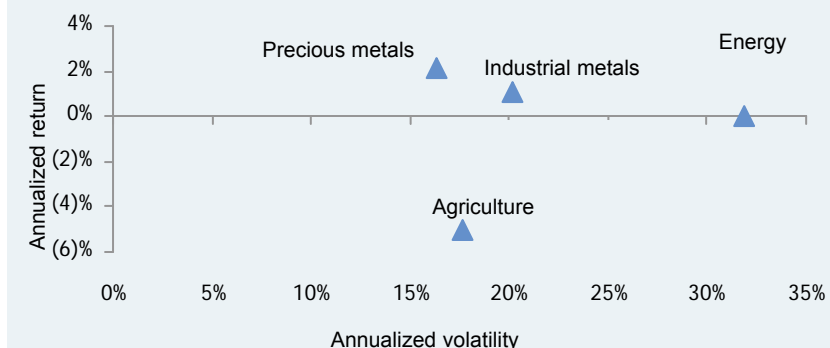 4%
Precious metals
Energy
2%
Industrial metals
0%
(2)%
(4)%
Agriculture
(6)%
Annualized return
0% 5% 10% 15% 20% 25% 30% 35%
Annualized volatility